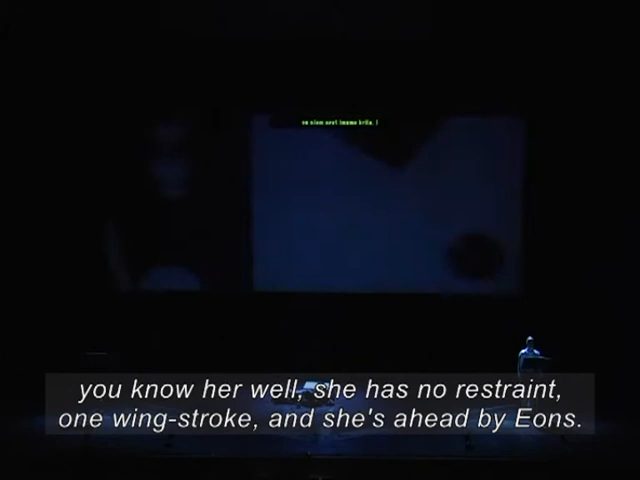 you know her well, she has no restraint,
one wing-stroke, and she's ahead by Eons.